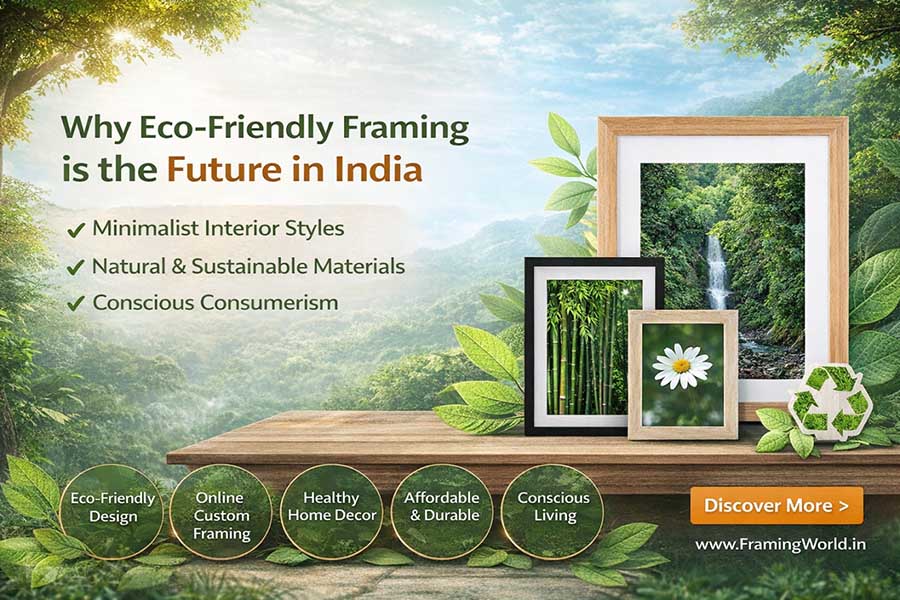 Why Eco-Friendly Framing
is the Future in India
✔ Minimalist Interior Styles
✔ Natural & Sustainable Materials
✔ Conscious Consumerism
Eco-Friendly
Design
Online
Custom
Framing
Healthy
Home Decor
Affordable
& Durable
Conscious
Living
Discover More >
www.FramingWorld.in